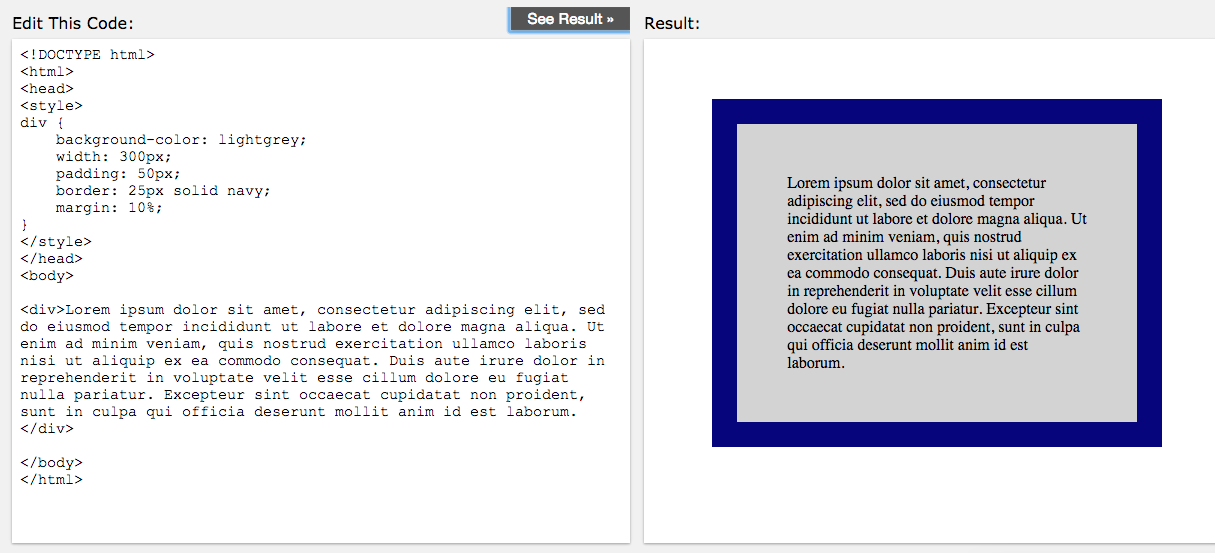 Edit This Code:
See Result »
Result:
<!DOCTYPE html>
<html>
<head>
<style>
div {
    background-color: lightgrey;
    width: 300px;
    padding: 50px;
    border: 25px solid navy;
    margin: 10%;
}
</style>
</head>
<body>

<div>Lorem ipsum dolor sit amet, consectetur adipiscing elit, sed
do eiusmod tempor incididunt ut labore et dolore magna aliqua. Ut
enim ad minim veniam, quis nostrud exercitation ullamco laboris
nisi ut aliquip ex ea commodo consequat. Duis aute irure dolor in
reprehenderit in voluptate velit esse cillum dolore eu fugiat
nulla pariatur. Excepteur sint occaecat cupidatat non proident,
sunt in culpa qui officia deserunt mollit anim id est laborum.
</div>

</body>
</html>
Lorem ipsum dolor sit amet, consectetur
adipiscing elit, sed do eiusmod tempor
incididunt ut labore et dolore magna aliqua. Ut
enim ad minim veniam, quis nostrud
exercitation ullamco laboris nisi ut aliquip ex
ea commodo consequat. Duis aute irure dolor
in reprehenderit in voluptate velit esse cillum
dolore eu fugiat nulla pariatur. Excepteur sint
occaecat cupidatat non proident, sunt in culpa
qui officia deserunt mollit anim id est
laborum.